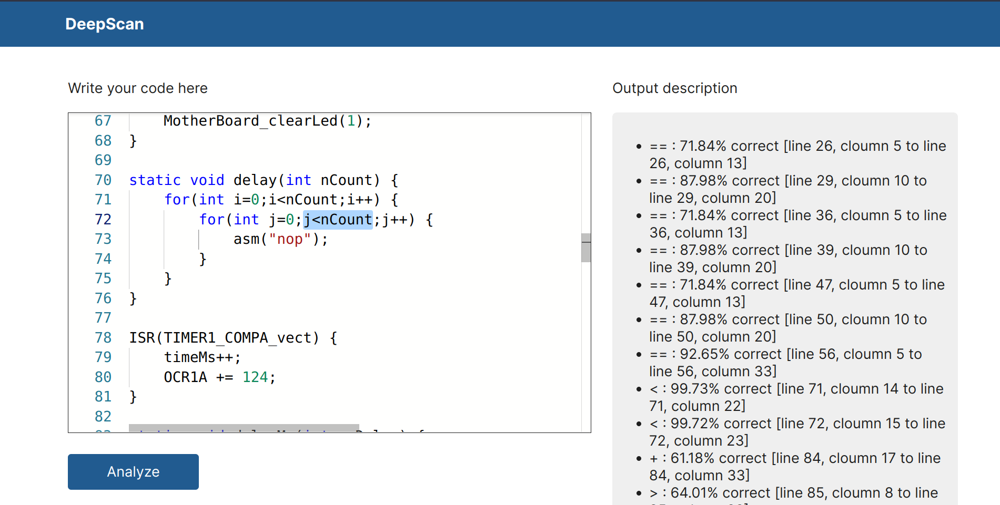 DeepScan
Write your code here
67 MotherBoard_clearLed(1);
68 }
69
70 static void delay(int nCount) {
71 for(int i=0;i<nCount;i++) {
72 for(int j=0;j<nCount;j++) {
73 asm("nop");
74 }
75 }
76 }
77
78 ISR(TIMER1_COMPA_vect) {
79 timeMs++;
80 OCR1A += 124;
81 }
82
Analyze
Output description
• == : 71.84% correct [line 26, cloumn 5 to line
26, column 13]
• == : 87.98% correct [line 29, cloumn 10 to
line 29, column 20]
• == : 71.84% correct [line 36, cloumn 5 to line
36, column 13]
• == : 87.98% correct [line 39, cloumn 10 to
line 39, column 20]
• == : 71.84% correct [line 47, cloumn 5 to line
47, column 13]
• == : 87.98% correct [line 50, cloumn 10 to
line 50, column 20]
• == : 92.65% correct [line 56, cloumn 5 to
line 56, column 33]
• < : 99.73% correct [line 71, cloumn 14 to line
71, column 22]
• < : 99.72% correct [line 72, cloumn 15 to line
72, column 23]
• + : 61.18% correct [line 84, cloumn 17 to line
84, column 33]
• > : 64.01% correct [line 85, cloumn 8 to line